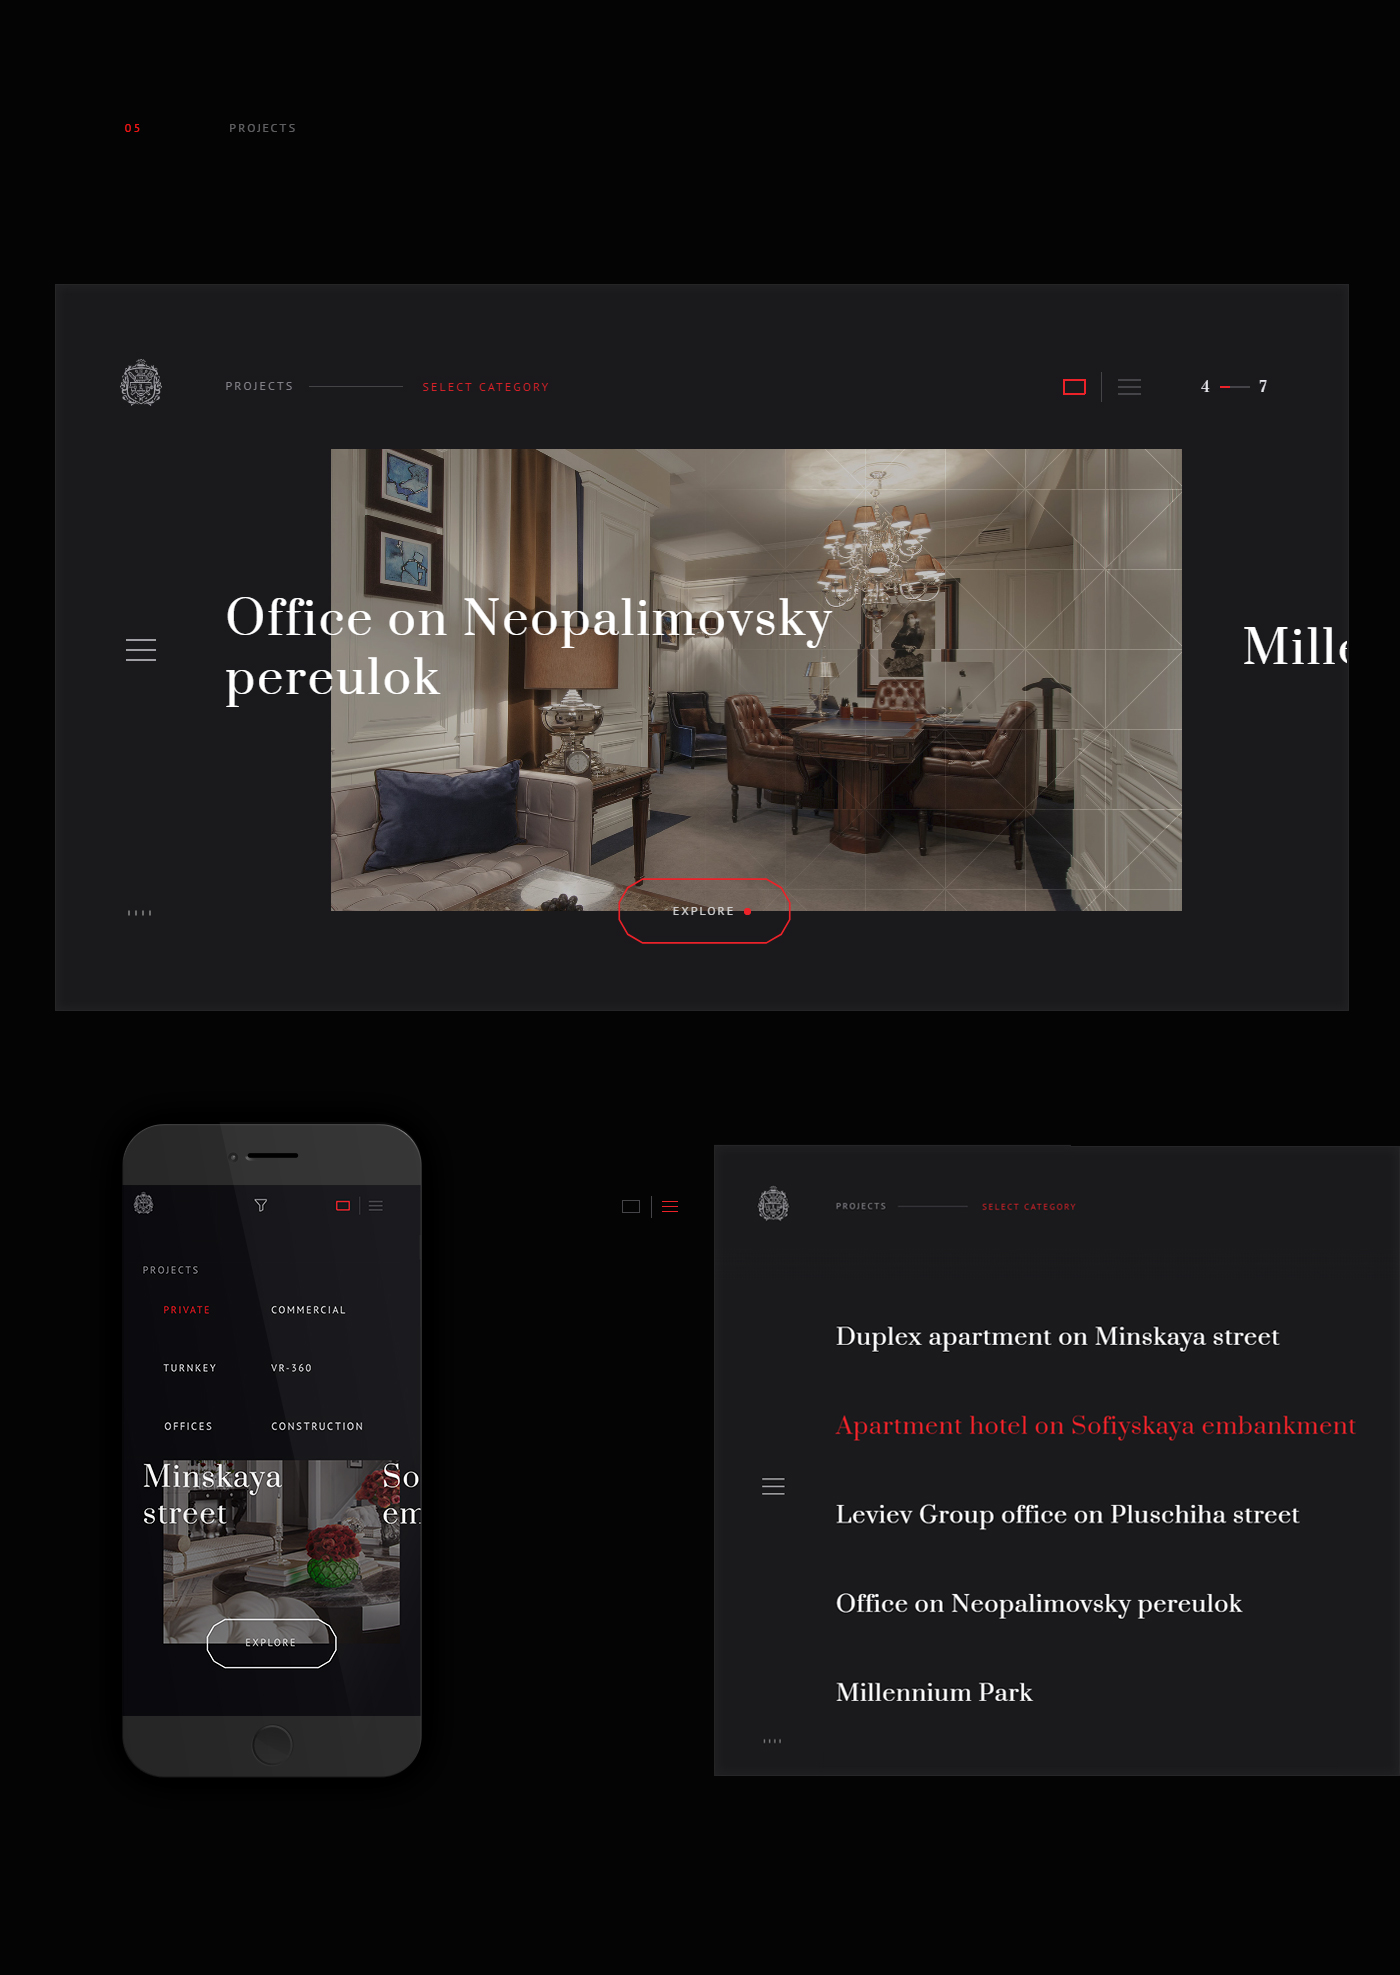 05 PROJECTS
PROJECTS SELECT CATEGORY 4 7
Office on Neopalimovsky
pereulok
Mille
EXPLORE
PROJECTS
PRIVATE COMMERCIAL
TURNKEY VR-360
OFFICES CONSTRUCTION
Minskaya So
street em
EXPLORE
PROJECTS SELECT CATEGORY
Duplex apartment on Minskaya street
Apartment hotel on Sofiyskaya embankment
Leviev Group office on Pluschiha street
Office on Neopalimovsky pereulok
Millennium Park